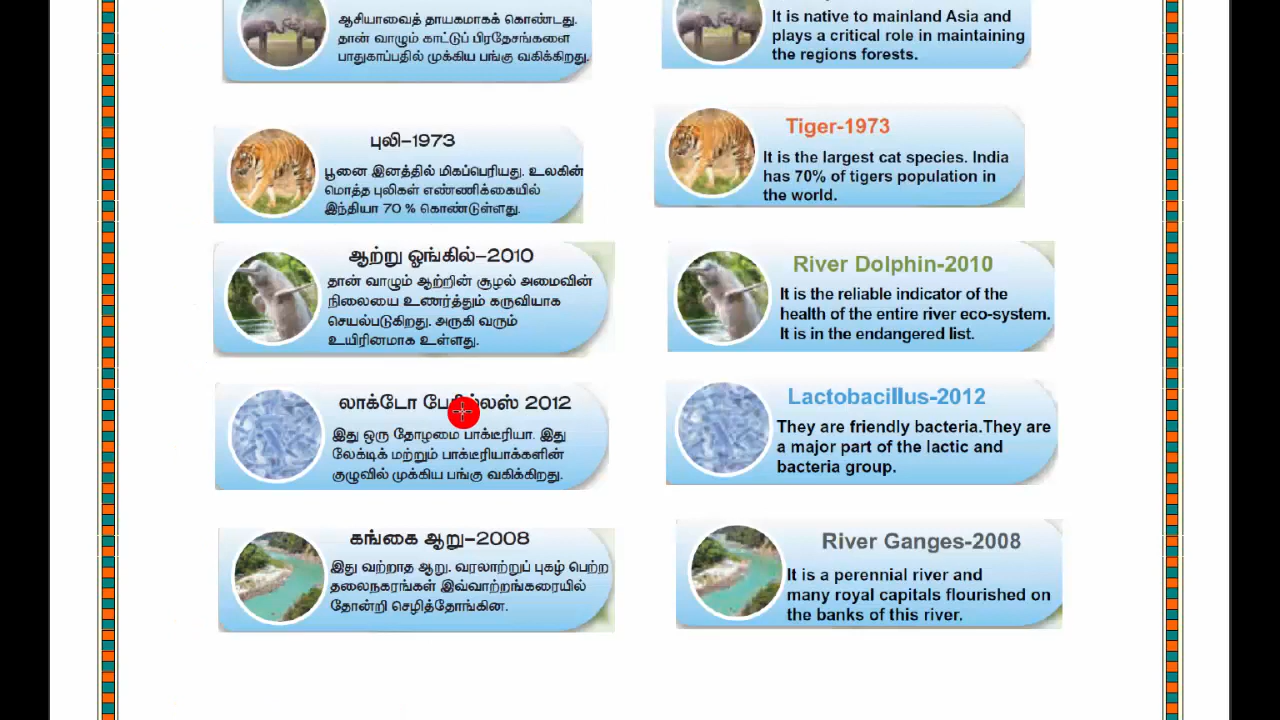 ஆசியாவைத் தாயகமாகக் கொண்டது.
தான் வாழும் காட்டுப் பிரதேசங்களை
பாதுகாப்பதில் முக்கிய பங்கு வகிக்கிறது.
It is native to mainland Asia and
plays a critical role in maintaining
the regions forests.
புலி-1973
பூனை இனத்தில் மிகப்பெரியது. உலகின்
மொத்த புலிகள் எண்ணிக்கையில்
இந்தியா 70 % கொண்டுள்ளது.
Tiger-1973
It is the largest cat species. India
has 70% of tigers population in
the world.
ஆற்று ஓங்கில்-2010
தான் வாழும் ஆற்றின் சூழல் அமைவின்
நிலையை உணர்த்தும் கருவியாக
செயல்படுகிறது. அருகி வரும்
உயிரினமாக உள்ளது.
River Dolphin-2010
It is the reliable indicator of the
health of the entire river eco-system.
It is in the endangered list.
லாக்டோ 2012
இது ஒரு தோழமை பாக்டீரியா. இது
லேக்டிக் மற்றும் பாக்டீரியாக்களின்
குழுவில் முக்கிய பங்கு வகிக்கிறது.
Lactobacillus-2012
They are friendly bacteria.They are
a major part of the lactic and
bacteria group.
கங்கை ஆறு-2008
இது வற்றாத ஆறு. வரலாற்றுப் புகழ் பெற்ற
தலைநகரங்கள் இவ்வாற்றங்கரையில்
தோன்றி செழித்தோங்கின.
River Ganges-2008
It is a perennial river and
many royal capitals flourished on
the banks of this river.